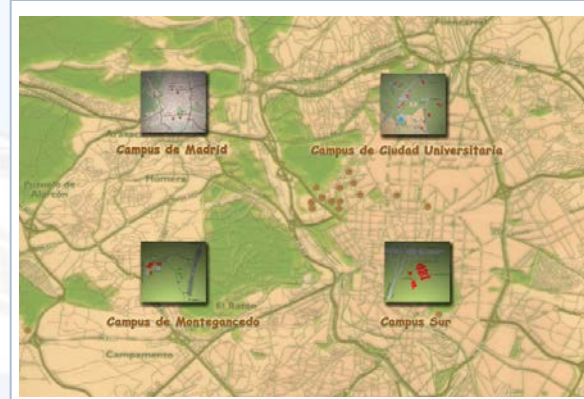 Fuencarral
Campus de Madrid
Campus de Ciudad Universitaria
Húmera
Pozuelo de
Alarcón
El Batán
Campus de Montegancedo
Campus Sur
Campamento